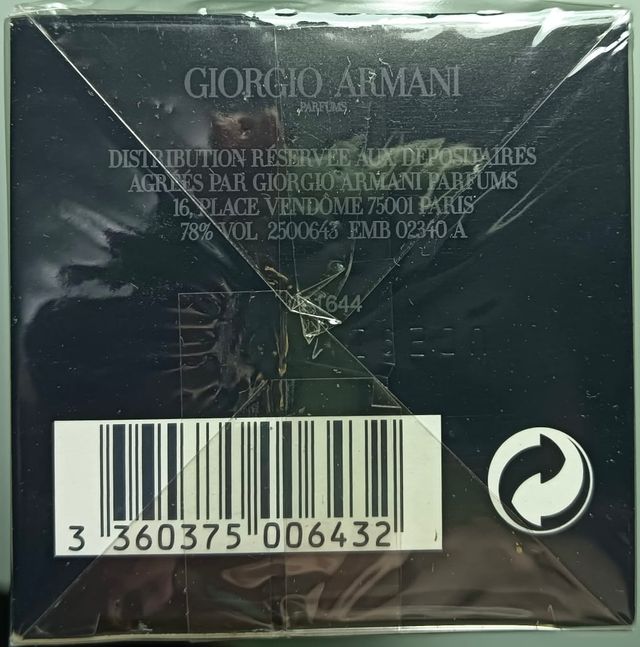 GIORGIO ARMANI
PARFUMS
DISTRIBUTION RÉSERVÉE AUX DÉPOSITAIRES
AGRÉÉS PAR GIORGIO ARMANI PARFUMS
16, PLACE VENDÔME 75001 PARIS
78% VOL 2500643 EMB 02340 A
1644
3 360375 006432